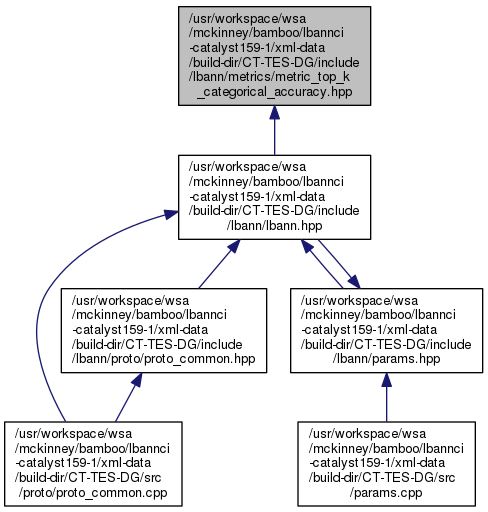 /usr/workspace/wsa
/mckinney/bamboo/lbannci
-catalyst159-1/xml-data
/build-dir/CT-TES-DG/include
/lbann/metrics/metric_top_k
_categorical_accuracy.hpp
/usr/workspace/wsa
/mckinney/bamboo/lbannci
-catalyst159-1/xml-data
/build-dir/CT-TES-DG/include
/lbann/lbann.hpp
/usr/workspace/wsa
/mckinney/bamboo/lbannci
-catalyst159-1/xml-data
/build-dir/CT-TES-DG/include
/lbann/proto/proto_common.hpp
/usr/workspace/wsa
/mckinney/bamboo/lbannci
-catalyst159-1/xml-data
/build-dir/CT-TES-DG/include
/lbann/params.hpp
/usr/workspace/wsa
/mckinney/bamboo/lbannci
-catalyst159-1/xml-data
/build-dir/CT-TES-DG/src
/proto/proto_common.cpp
/usr/workspace/wsa
/mckinney/bamboo/lbannci
-catalyst159-1/xml-data
/build-dir/CT-TES-DG/src
/params.cpp